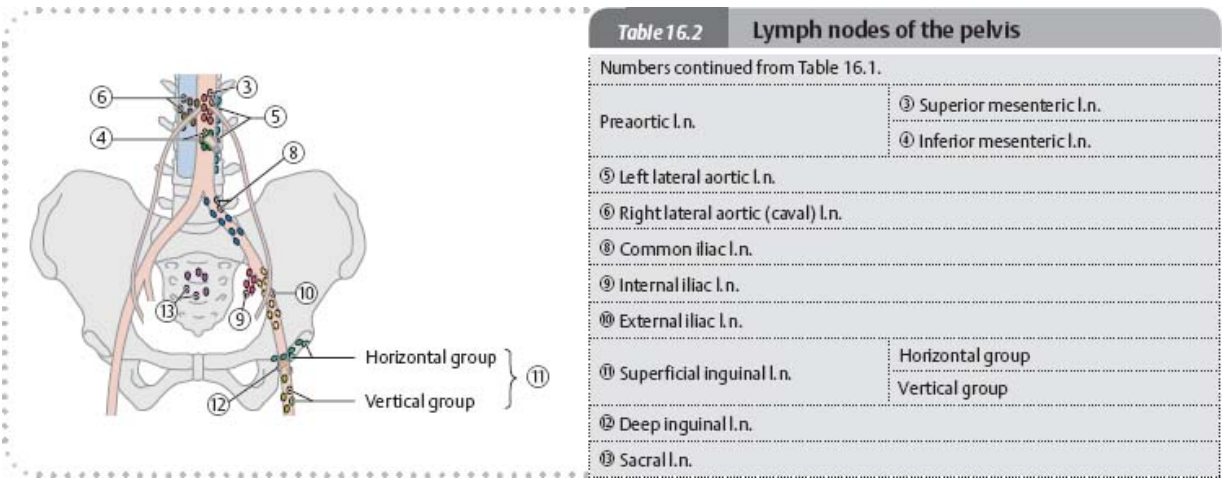 ③
⑥
⑤
④
⑧
⑩
⑬
⑨
Horizontal group
⑪
Vertical group
⑫
Table 16.2 Lymph nodes of the pelvis
Numbers continued from Table 16.1.
Preaortic l.n.
③ Superior mesenteric l.n.
④ Inferior mesenteric l.n.
⑤ Left lateral aortic l.n.
⑥ Right lateral aortic (caval) l.n.
⑧ Common iliac l.n.
⑨ Internal iliac l.n.
⑩ External iliac l.n.
⑪ Superficial inguinal l.n.
Horizontal group
Vertical group
⑫ Deep inguinal l.n.
⑬ Sacral l.n.